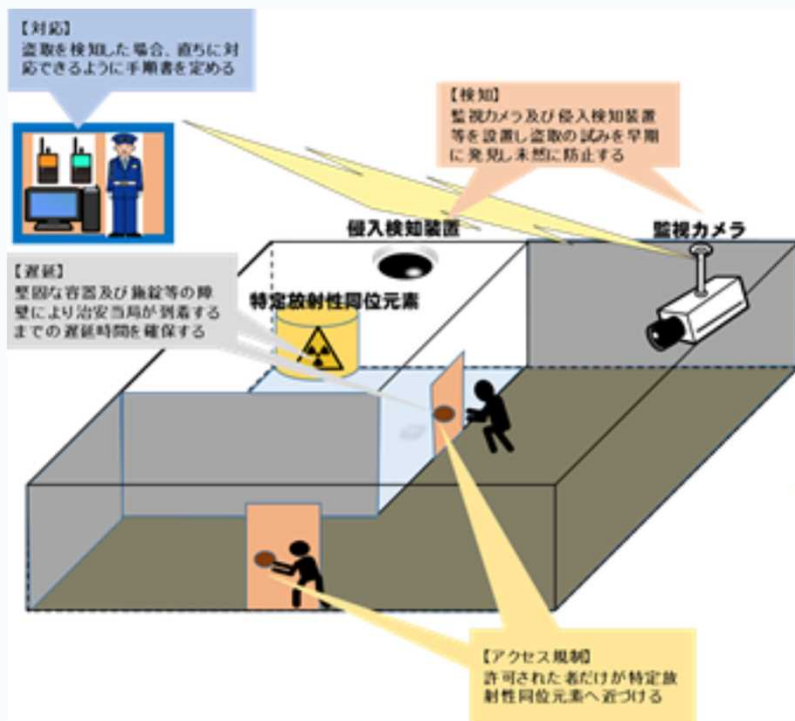 【対応】
盗取を検知した場合、直ちに対
応できるように手順書を定める
【検知】
監視カメラ及び侵入検知装置
等を設置し盗取の試みを早期
に発見し未然に防止する
侵入検知装置
監視カメラ
【遅延】
堅固な容器及び施錠等の障
壁により治安当局が到着する
までの遅延時間を確保する
特定放射性同位元素
【アクセス規制】
許可された者だけが特定放
射性同位元素へ近づける